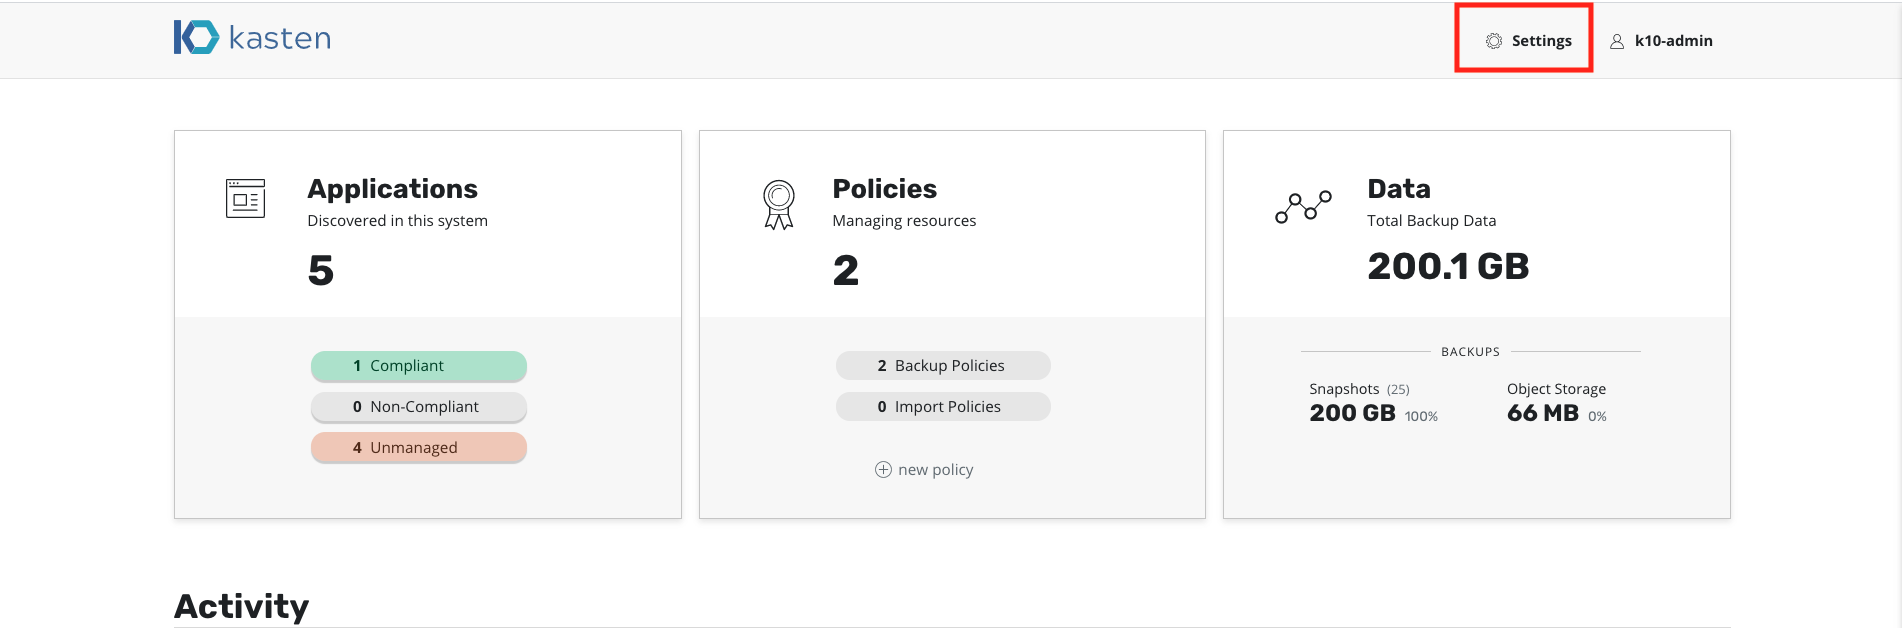 kasten
Settings
k10-admin
Applications
Discovered in this system
5
1 Compliant
0 Non-Compliant
4 Unmanaged
Policies
Managing resources
2
2 Backup Policies
0 Import Policies
new policy
Data
Total Backup Data
200.1 GB
BACKUPS
Snapshots (25)
200 GB 100%
Object Storage
66 MB 0%
Activity